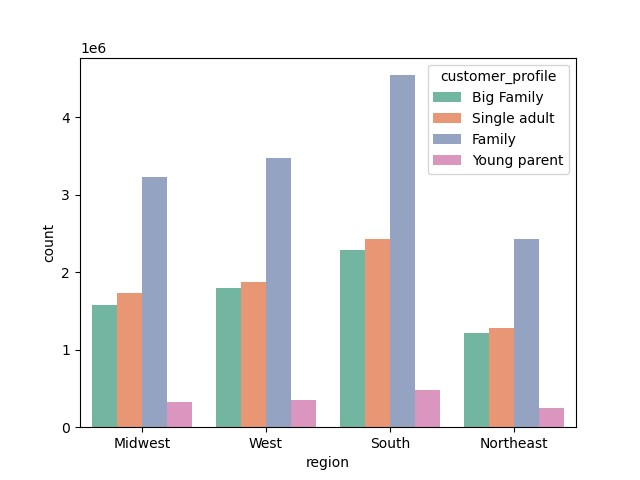 1e6
customer_profile
Big Family
Single adult
Family
Young parent
4
3
2
1
0
count
Midwest West South Northeast
region